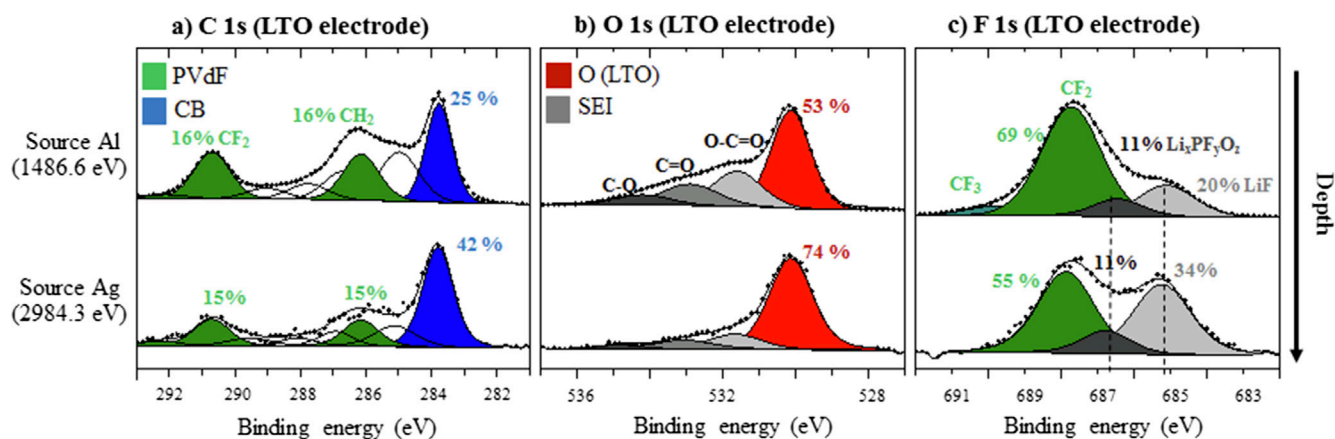 a) C 1s (LTO electrode)
b) O 1s (LTO electrode)
c) F 1s (LTO electrode)
PVdF
CB
16% CF₂
16% CH₂
25 %
O (LTO)
SEI
C-O
C=O
O-C=O
53 %
CF₂
69 %
CF₃
11% LiₓPFᵧO₂
20% LiF
Source Al
(1486.6 eV)
Source Ag
(2984.3 eV)
15%
15%
42 %
74 %
55 %
11%
34%
Depth
292 290 288 286 284 282 281
536 532 528
691 689 687 685 683
Binding energy (eV)
Binding energy (eV)
Binding energy (eV)